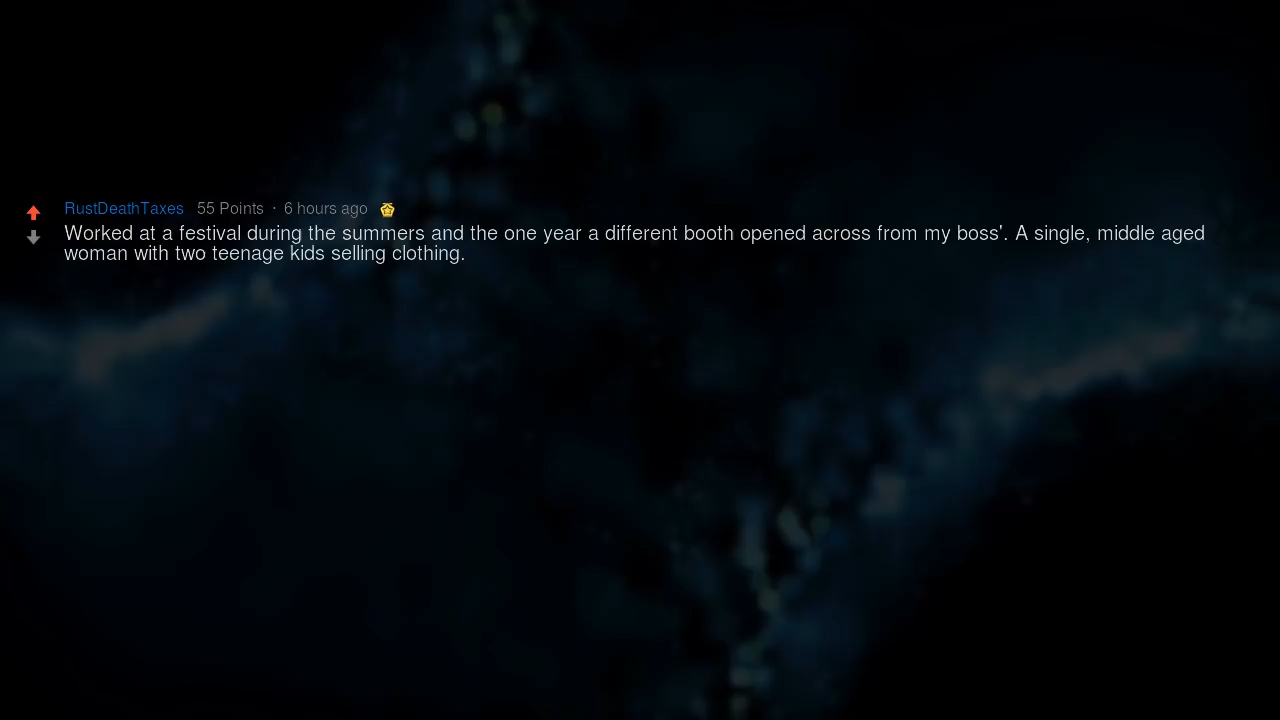 RustDeathTaxes 55 Points · 6 hours ago
Worked at a festival during the summers and the one year a different booth opened across from my boss'. A single, middle aged
woman with two teenage kids selling clothing.